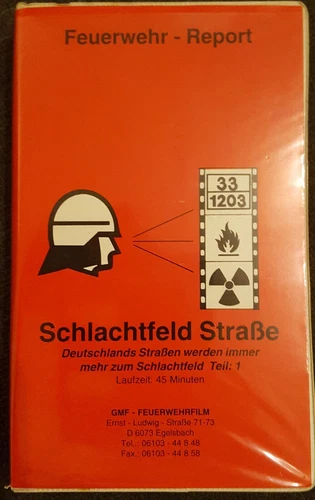 Feuerwehr - Report
33
1203
Schlachtfeld Straße
Deutschlands Straßen werden immer
mehr zum Schlachtfeld Teil: 1
Laufzeit: 45 Minuten
GMF - FEUERWEHRFILM
Ernst - Ludwig - Straße 71-73
D 6073 Egelsbach
Tel..: 06103 - 44 8 48
Fax.: 06103 - 44 8 58